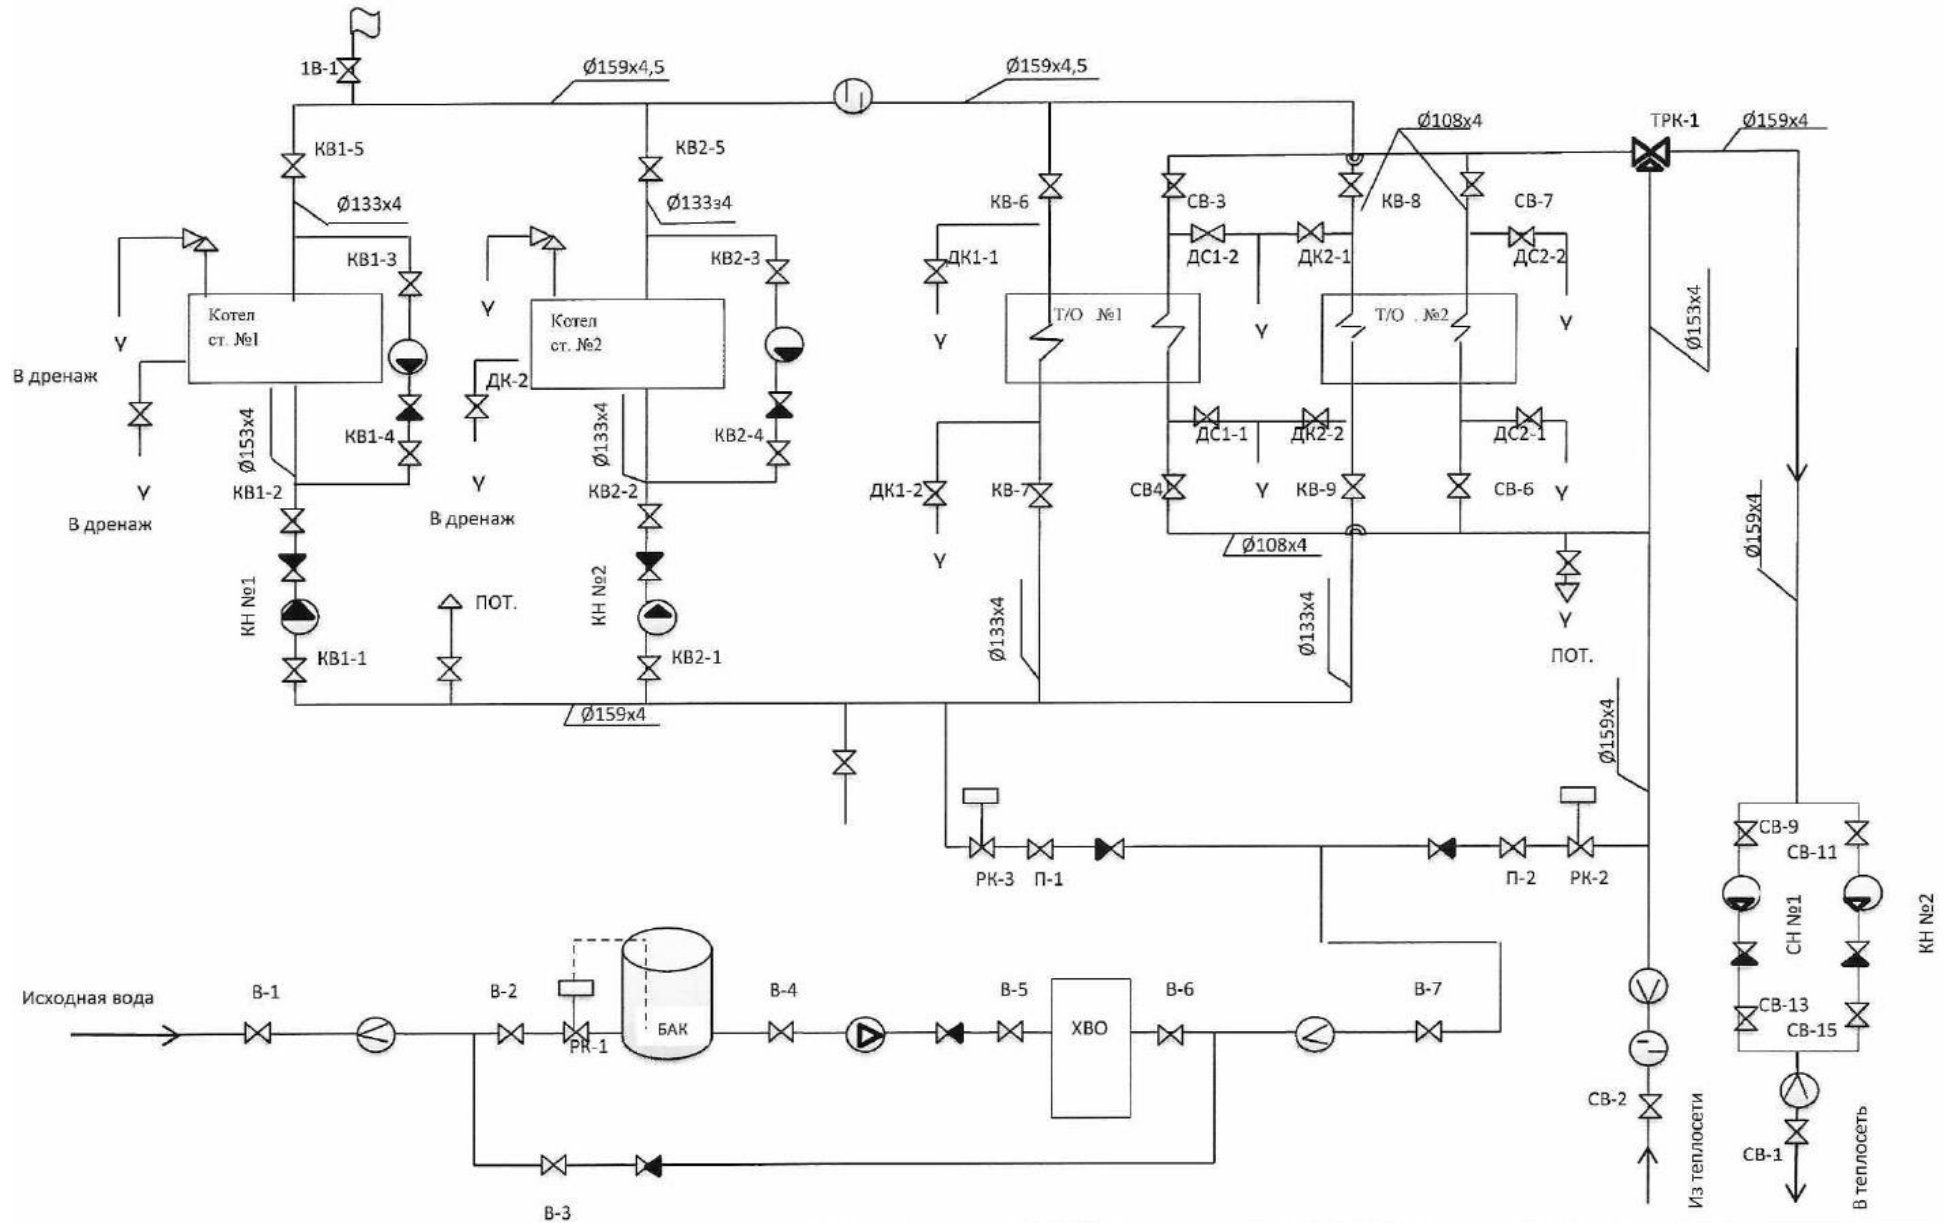 1В-1
Ø159х4,5
Ø159х4,5
Ø108х4
ТРК-1
Ø159х4
КВ1-5
КВ2-5
Ø133х4
Ø133з4
КВ-6
СВ-3
КВ-8
СВ-7
КВ1-3
КВ2-3
ДК1-1
ДС1-2
ДК2-1
ДС2-2
Котел
ст. №1
Котел
ст. №2
Т/О №1
Т/О . №2
Ø153х4
В дренаж
ДК-2
Ø153х4
КВ1-4
Ø133х4
КВ2-4
ДС1-1
ДК2-2
ДС2-1
КВ1-2
КВ2-2
ДК1-2
КВ-7
СВ4
КВ-9
СВ-6
В дренаж
В дренаж
Ø159х4
Ø108х4
КН №1
ПОТ.
КН №2
Ø133х4
Ø133х4
ПОТ.
КВ1-1
КВ2-1
Ø159х4
Ø159х4
РК-3
П-1
П-2
РК-2
СВ-9
СВ-11
СН №1
КН №2
Исходная вода
В-1
В-2
РК-1
БАК
В-4
В-5
ХВО
В-6
В-7
СВ-13
СВ-15
СВ-2
Из теплосети
СВ-1
В теплосеть
В-3